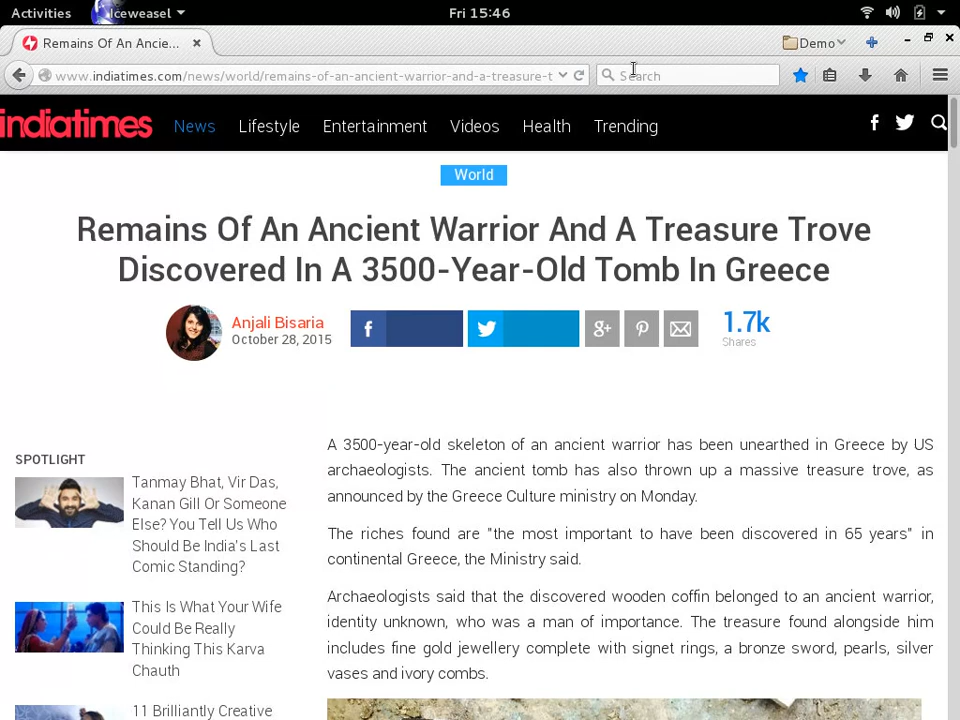 Activities Iceweasel Fri 15:46
Remains Of An Ancie... Demo
www.indiatimes.com/news/world/remains-of-an-ancient-warrior-and-a-treasure-t Search
indiatimes News Lifestyle Entertainment Videos Health Trending
World
Remains Of An Ancient Warrior And A Treasure Trove
Discovered In A 3500-Year-Old Tomb In Greece
Anjali Bisaria
October 28, 2015
1.7k
Shares
SPOTLIGHT
Tanmay Bhat, Vir Das,
Kanan Gill Or Someone
Else? You Tell Us Who
Should Be India's Last
Comic Standing?
This Is What Your Wife
Could Be Really
Thinking This Karva
Chauth
11 Brilliantly Creative
A 3500-year-old skeleton of an ancient warrior has been unearthed in Greece by US
archaeologists. The ancient tomb has also thrown up a massive treasure trove, as
announced by the Greece Culture ministry on Monday.
The riches found are "the most important to have been discovered in 65 years" in
continental Greece, the Ministry said.
Archaeologists said that the discovered wooden coffin belonged to an ancient warrior,
identity unknown, who was a man of importance. The treasure found alongside him
includes fine gold jewellery complete with signet rings, a bronze sword, pearls, silver
vases and ivory combs.